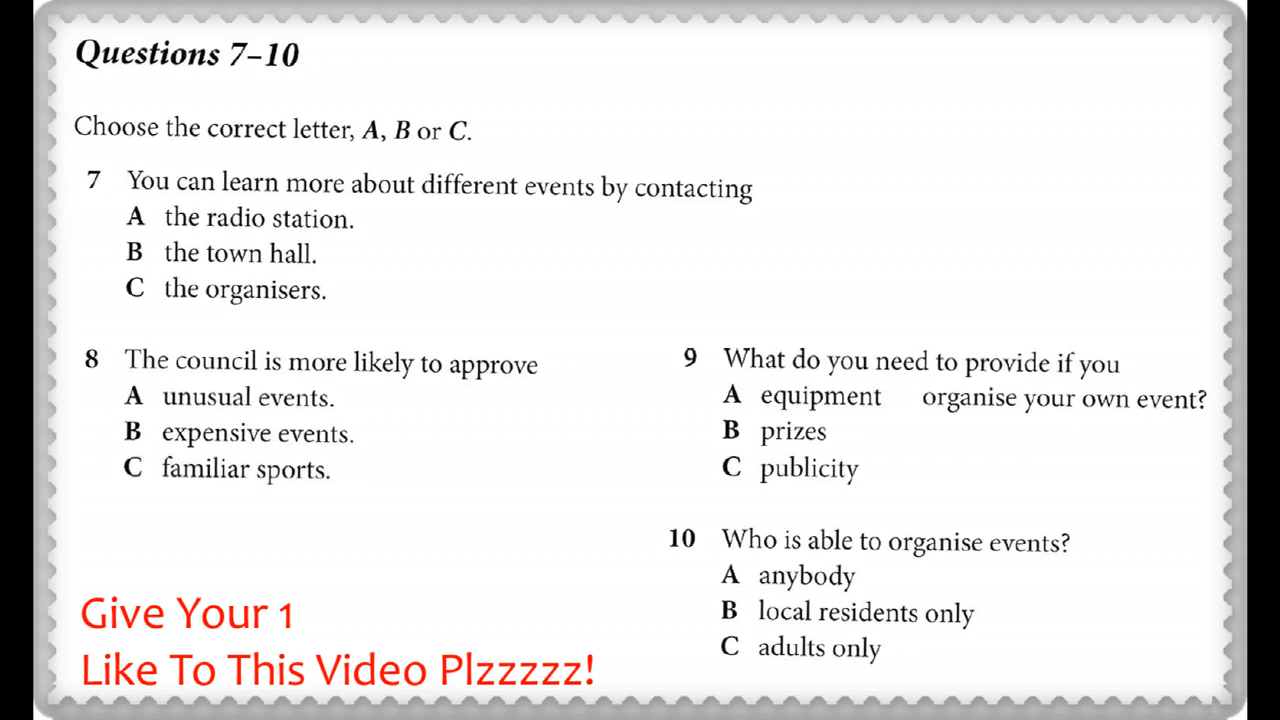 Questions 7–10
Choose the correct letter, A, B or C.
7 You can learn more about different events by contacting
A the radio station.
B the town hall.
C the organisers.
8 The council is more likely to approve
A unusual events.
B expensive events.
C familiar sports.
9 What do you need to provide if you
organise your own event?
A equipment
B prizes
C publicity
10 Who is able to organise events?
A anybody
B local residents only
C adults only
Give Your 1
Like To This Video Plzzzzz!